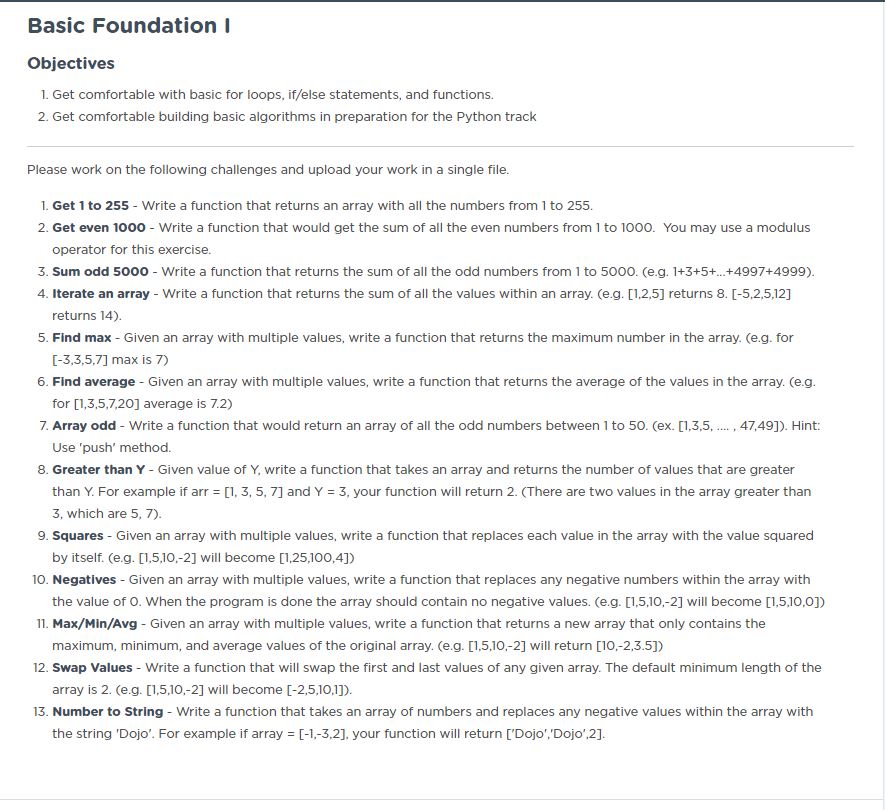 Basic Foundation I
Objectives
1. Get comfortable with basic for loops, if/else statements, and functions.
2. Get comfortable building basic algorithms in preparation for the Python track
Please work on the following challenges and upload your work in a single file.
1. Get 1 to 255 - Write a function that returns an array with all the numbers from 1 to 255.
2. Get even 1000 - Write a function that would get the sum of all the even numbers from 1 to 1000.  You may use a modulus
operator for this exercise.
3. Sum odd 5000 - Write a function that returns the sum of all the odd numbers from 1 to 5000. (e.g. 1+3+5+...+4997+4999).
4. Iterate an array - Write a function that returns the sum of all the values within an array. (e.g. [1,2,5] returns 8. [-5,2,5,12]
returns 14).
5. Find max - Given an array with multiple values, write a function that returns the maximum number in the array. (e.g. for
[-3,3,5,7] max is 7)
6. Find average - Given an array with multiple values, write a function that returns the average of the values in the array. (e.g.
for [1,3,5,7,20] average is 7.2)
7. Array odd - Write a function that would return an array of all the odd numbers between 1 to 50. (ex. [1,3,5, .... , 47,49]). Hint:
Use 'push' method.
8. Greater than Y - Given value of Y, write a function that takes an array and returns the number of values that are greater
than Y. For example if arr = [1, 3, 5, 7] and Y = 3, your function will return 2. (There are two values in the array greater than
3, which are 5, 7).
9. Squares - Given an array with multiple values, write a function that replaces each value in the array with the value squared
by itself. (e.g. [1,5,10,-2] will become [1,25,100,4])
10. Negatives - Given an array with multiple values, write a function that replaces any negative numbers within the array with
the value of 0. When the program is done the array should contain no negative values. (e.g. [1,5,10,-2] will become [1,5,10,0])
11. Max/Min/Avg - Given an array with multiple values, write a function that returns a new array that only contains the
maximum, minimum, and average values of the original array. (e.g. [1,5,10,-2] will return [10,-2,3.5])
12. Swap Values - Write a function that will swap the first and last values of any given array. The default minimum length of the
array is 2. (e.g. [1,5,10,-2] will become [-2,5,10,1]).
13. Number to String - Write a function that takes an array of numbers and replaces any negative values within the array with
the string 'Dojo'. For example if array = [-1,-3,2], your function will return ['Dojo','Dojo',2].